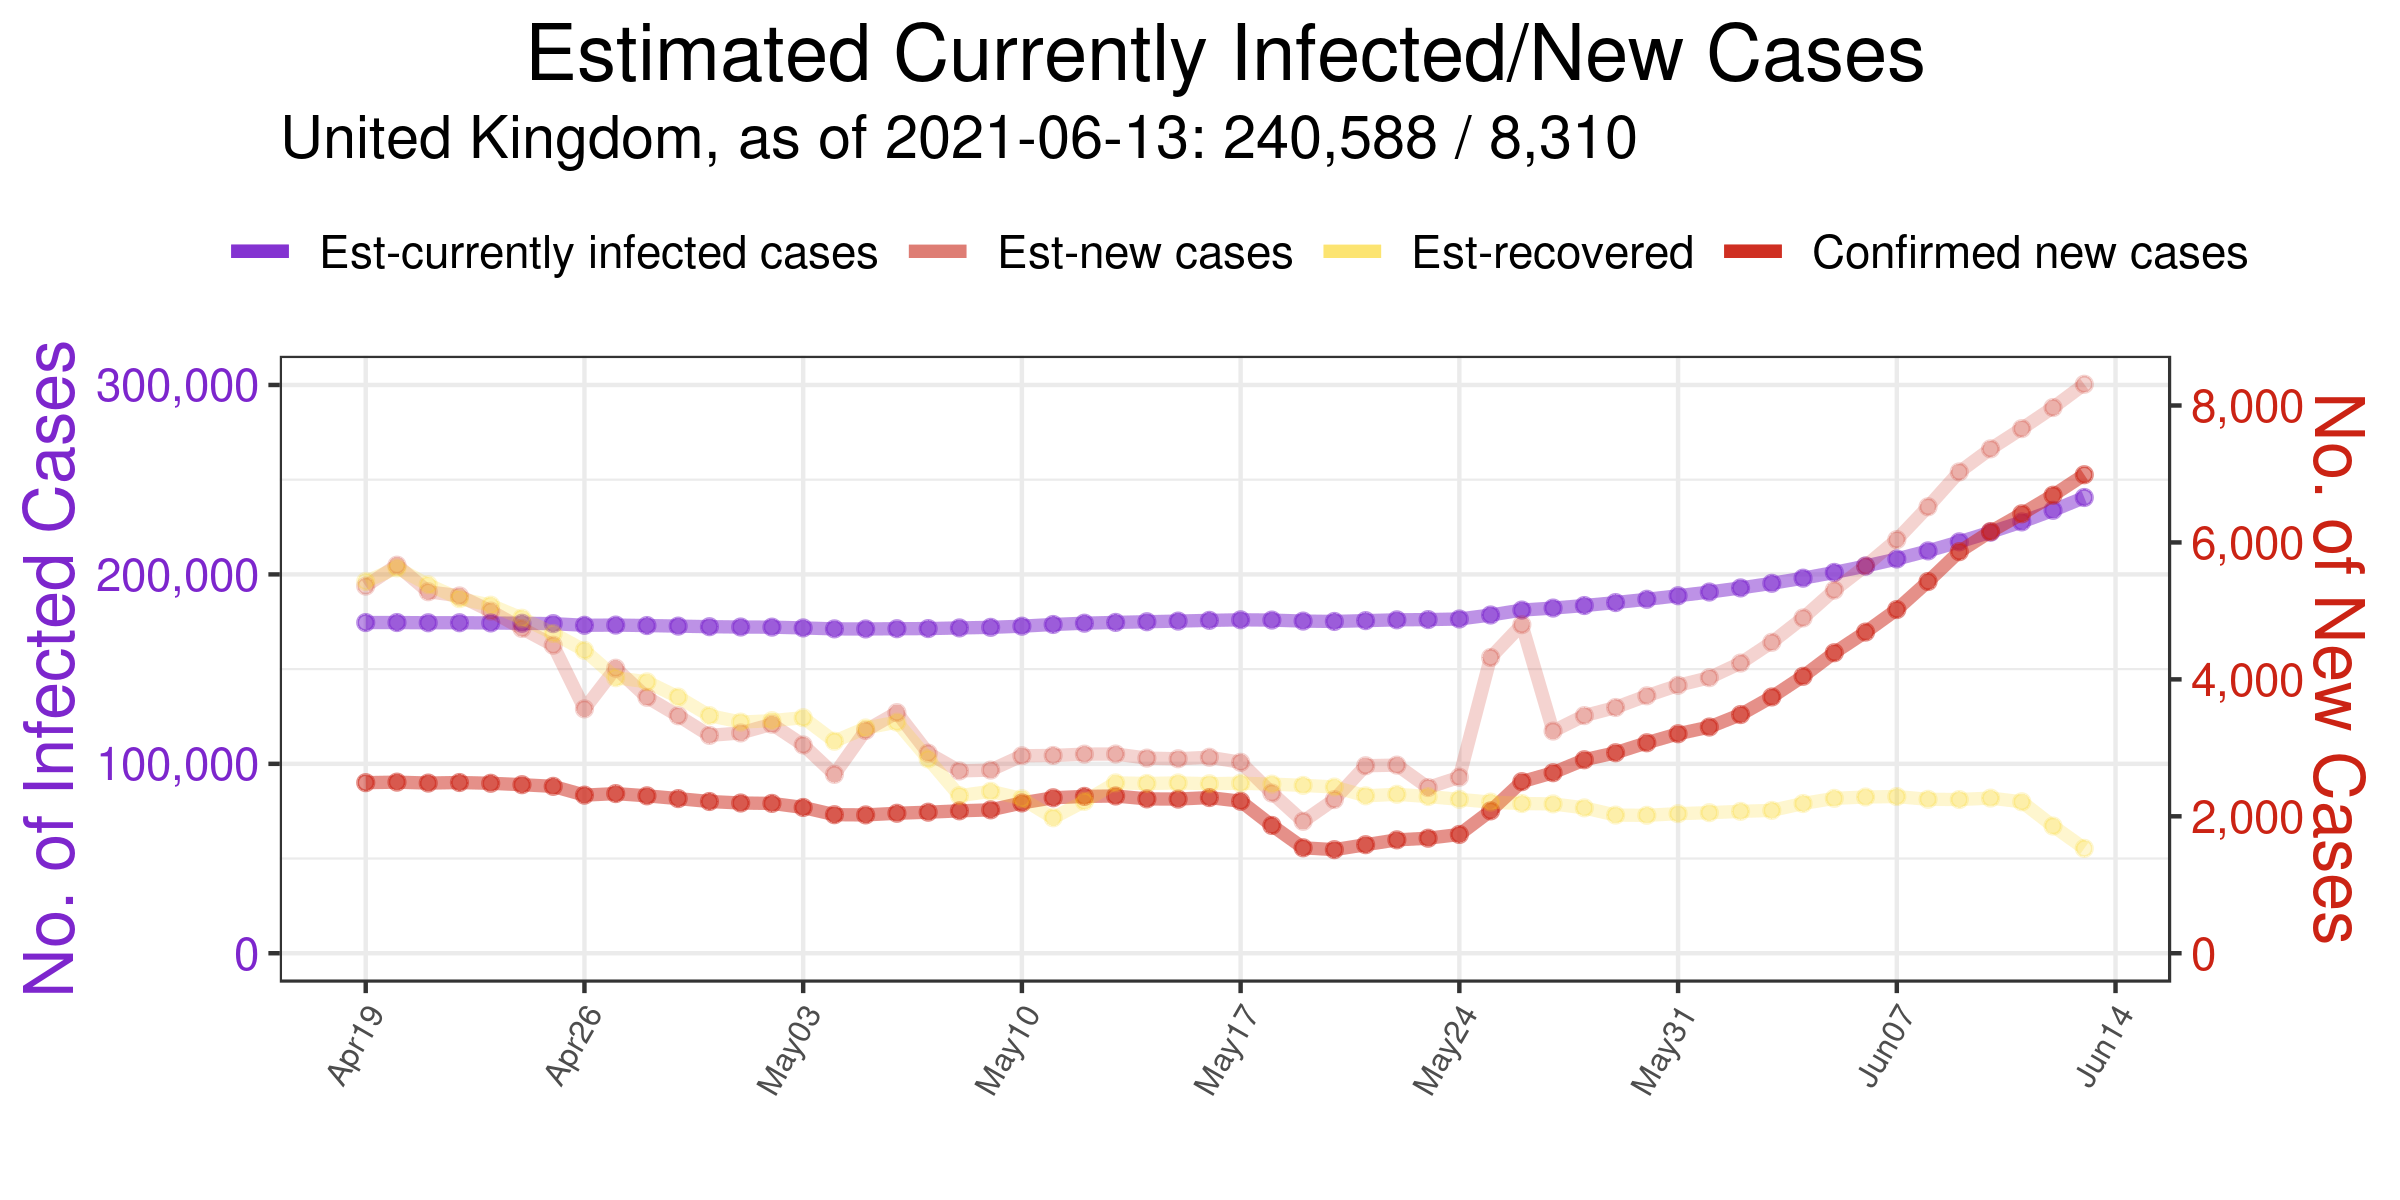 Estimated Currently Infected/New Cases
United Kingdom, as of 2021-06-13: 240,588 / 8,310
Est-currently infected cases Est-new cases Est-recovered Confirmed new cases
No. of Infected Cases
300,000
200,000
100,000
0
8,000
6,000
4,000
2,000
0
No. of New Cases
Apr19 Apr26 May03 May10 May17 May24 May31 Jun07 Jun14